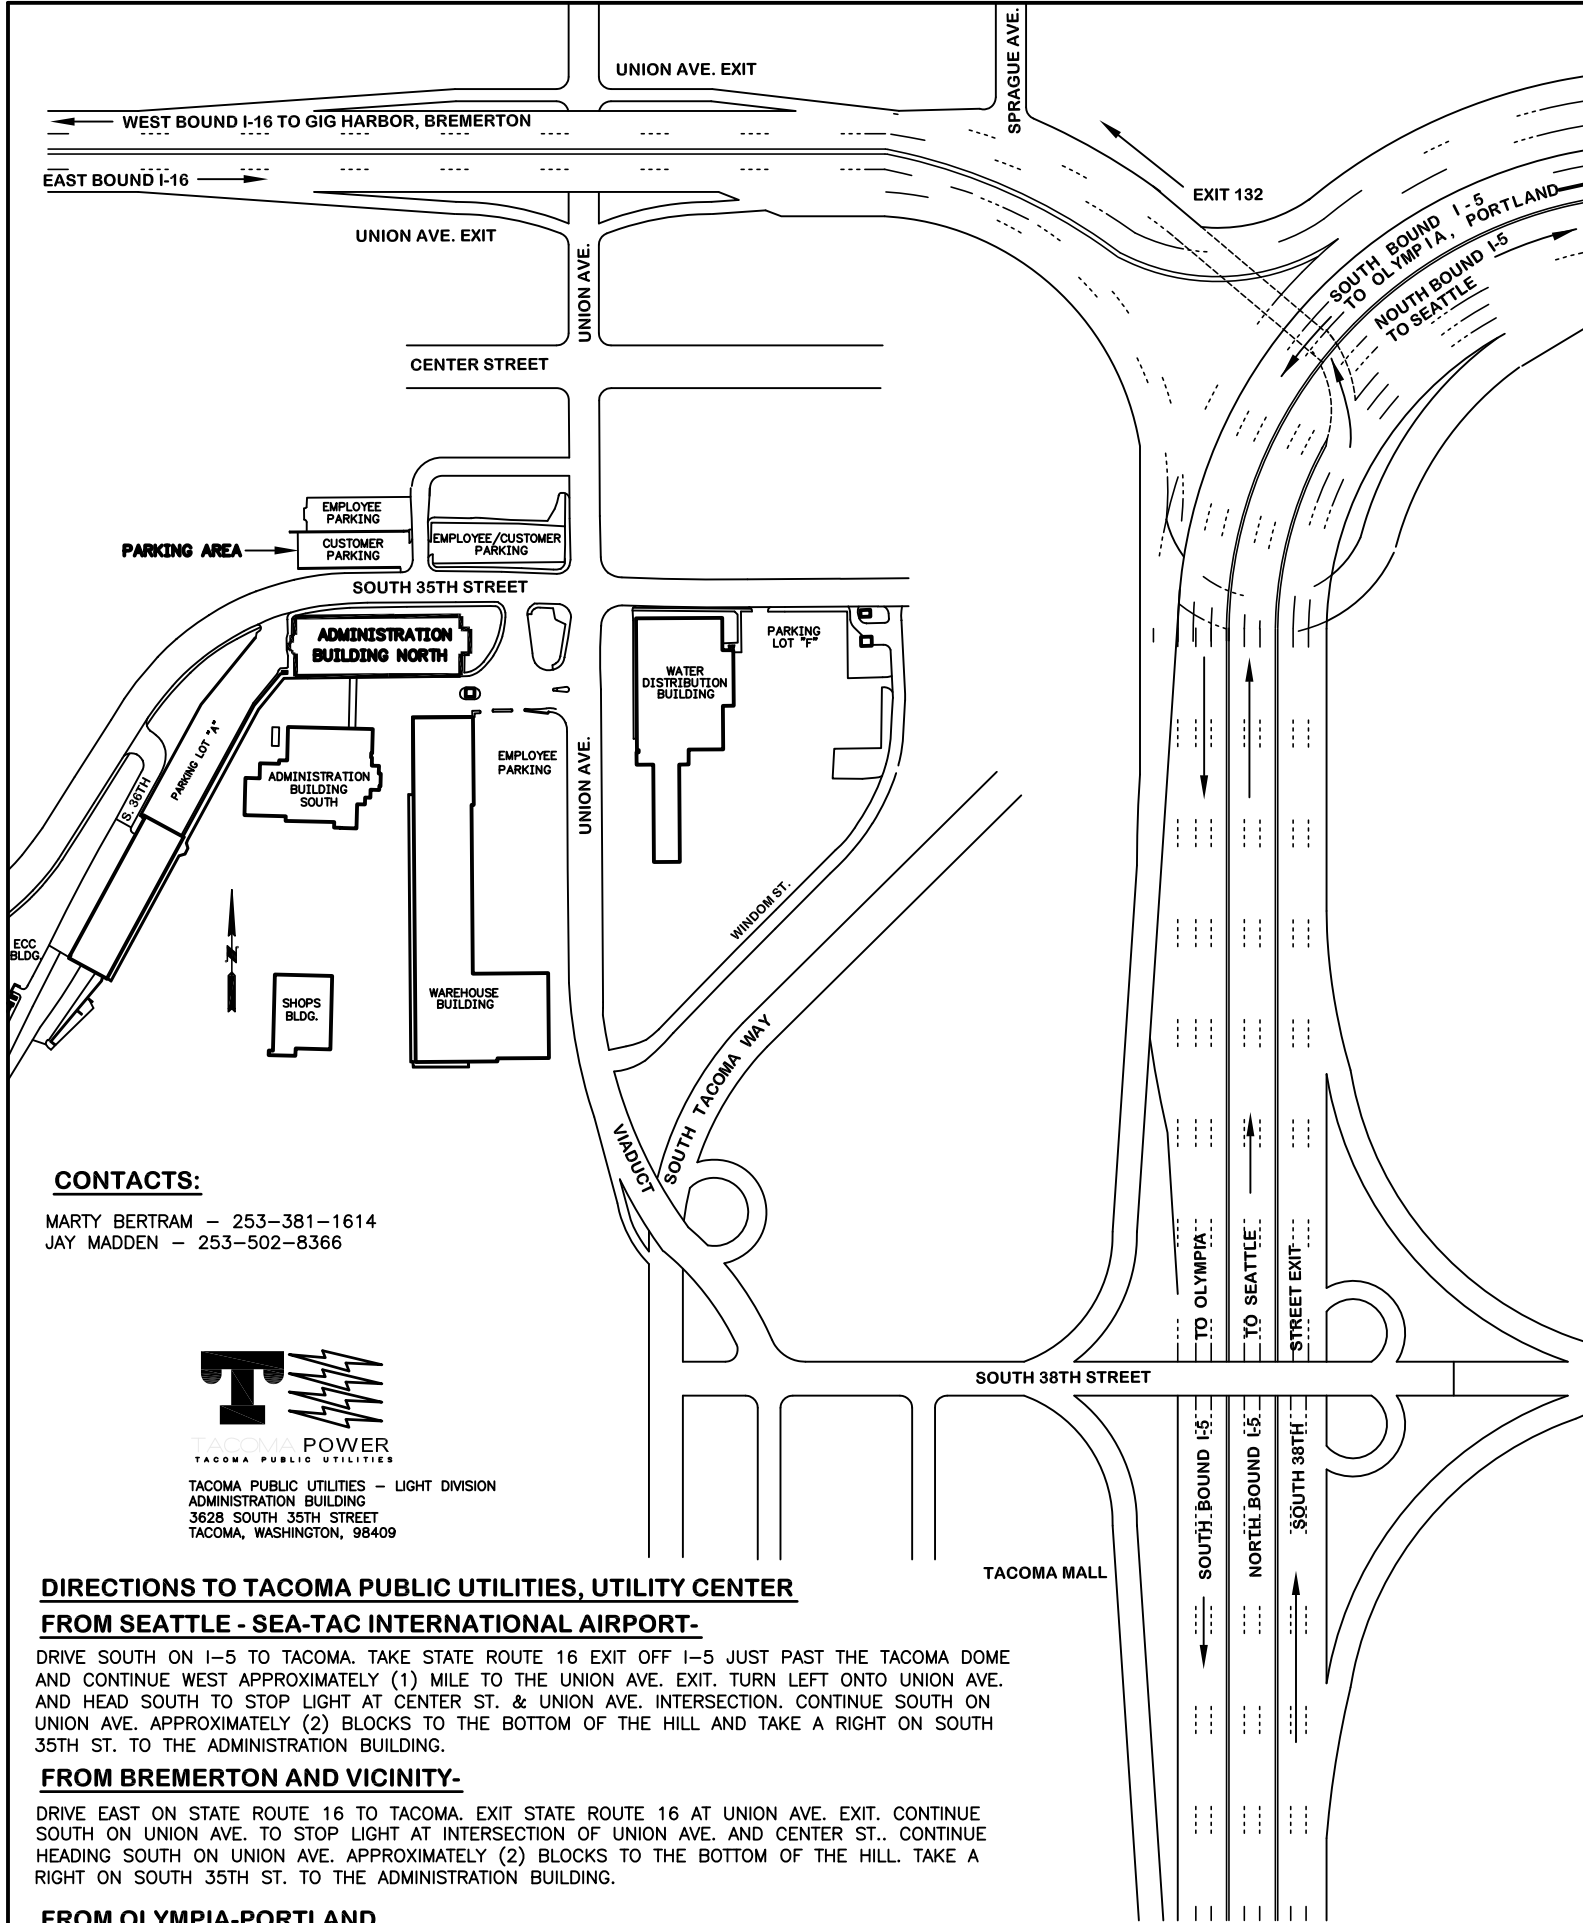 UNION AVE. EXIT
SPRAGUE AVE.
WEST BOUND I-16 TO GIG HARBOR, BREMERTON
EAST BOUND I-16
EXIT 132
UNION AVE. EXIT
UNION AVE.
SOUTH BOUND I-5
TO OLYMPIA, PORTLAND
NOUTH BOUND I-5
TO SEATTLE
CENTER STREET
EMPLOYEE
PARKING
PARKING AREA
CUSTOMER
PARKING
EMPLOYEE/CUSTOMER
PARKING
SOUTH 35TH STREET
ADMINISTRATION
BUILDING NORTH
PARKING
LOT "F"
WATER
DISTRIBUTION
BUILDING
PARKING LOT "A"
S. 36TH
ADMINISTRATION
BUILDING
SOUTH
EMPLOYEE
PARKING
UNION AVE.
WINDOM ST.
ECC
BLDG.
N
SHOPS
BLDG.
WAREHOUSE
BUILDING
SOUTH TACOMA WAY
VIADUCT
CONTACTS:
MARTY BERTRAM – 253–381–1614
JAY MADDEN – 253–502–8366
TO OLYMPIA
TO SEATTLE
STREET EXIT
SOUTH 38TH STREET
SOUTH BOUND I-5
NORTH BOUND I-5
SOUTH 38TH
TACOMA MALL
TACOMA POWER
TACOMA PUBLIC UTILITIES
TACOMA PUBLIC UTILITIES – LIGHT DIVISION
ADMINISTRATION BUILDING
3628 SOUTH 35TH STREET
TACOMA, WASHINGTON, 98409
DIRECTIONS TO TACOMA PUBLIC UTILITIES, UTILITY CENTER
FROM SEATTLE - SEA-TAC INTERNATIONAL AIRPORT-
DRIVE SOUTH ON I–5 TO TACOMA. TAKE STATE ROUTE 16 EXIT OFF I–5 JUST PAST THE TACOMA DOME
AND CONTINUE WEST APPROXIMATELY (1) MILE TO THE UNION AVE. EXIT. TURN LEFT ONTO UNION AVE.
AND HEAD SOUTH TO STOP LIGHT AT CENTER ST. & UNION AVE. INTERSECTION. CONTINUE SOUTH ON
UNION AVE. APPROXIMATELY (2) BLOCKS TO THE BOTTOM OF THE HILL AND TAKE A RIGHT ON SOUTH
35TH ST. TO THE ADMINISTRATION BUILDING.
FROM BREMERTON AND VICINITY-
DRIVE EAST ON STATE ROUTE 16 TO TACOMA. EXIT STATE ROUTE 16 AT UNION AVE. EXIT. CONTINUE
SOUTH ON UNION AVE. TO STOP LIGHT AT INTERSECTION OF UNION AVE. AND CENTER ST.. CONTINUE
HEADING SOUTH ON UNION AVE. APPROXIMATELY (2) BLOCKS TO THE BOTTOM OF THE HILL. TAKE A
RIGHT ON SOUTH 35TH ST. TO THE ADMINISTRATION BUILDING.
FROM OLYMPIA-PORTLAND